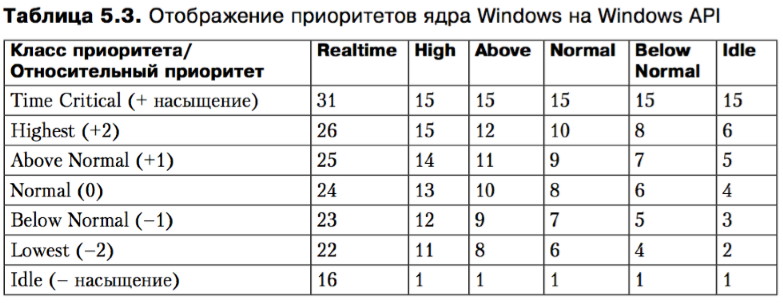 Таблица 5.3. Отображение приоритетов ядра Windows на Windows API
Класс приоритета/ Realtime High Above Normal Below Idle
Относительный приоритет Normal
Time Critical (+ насыщение) 31 15 15 15 15 15
Highest (+2) 26 15 12 10 8 6
Above Normal (+1) 25 14 11 9 7 5
Normal (0) 24 13 10 8 6 4
Below Normal (−1) 23 12 9 7 5 3
Lowest (−2) 22 11 8 6 4 2
Idle (− насыщение) 16 1 1 1 1 1